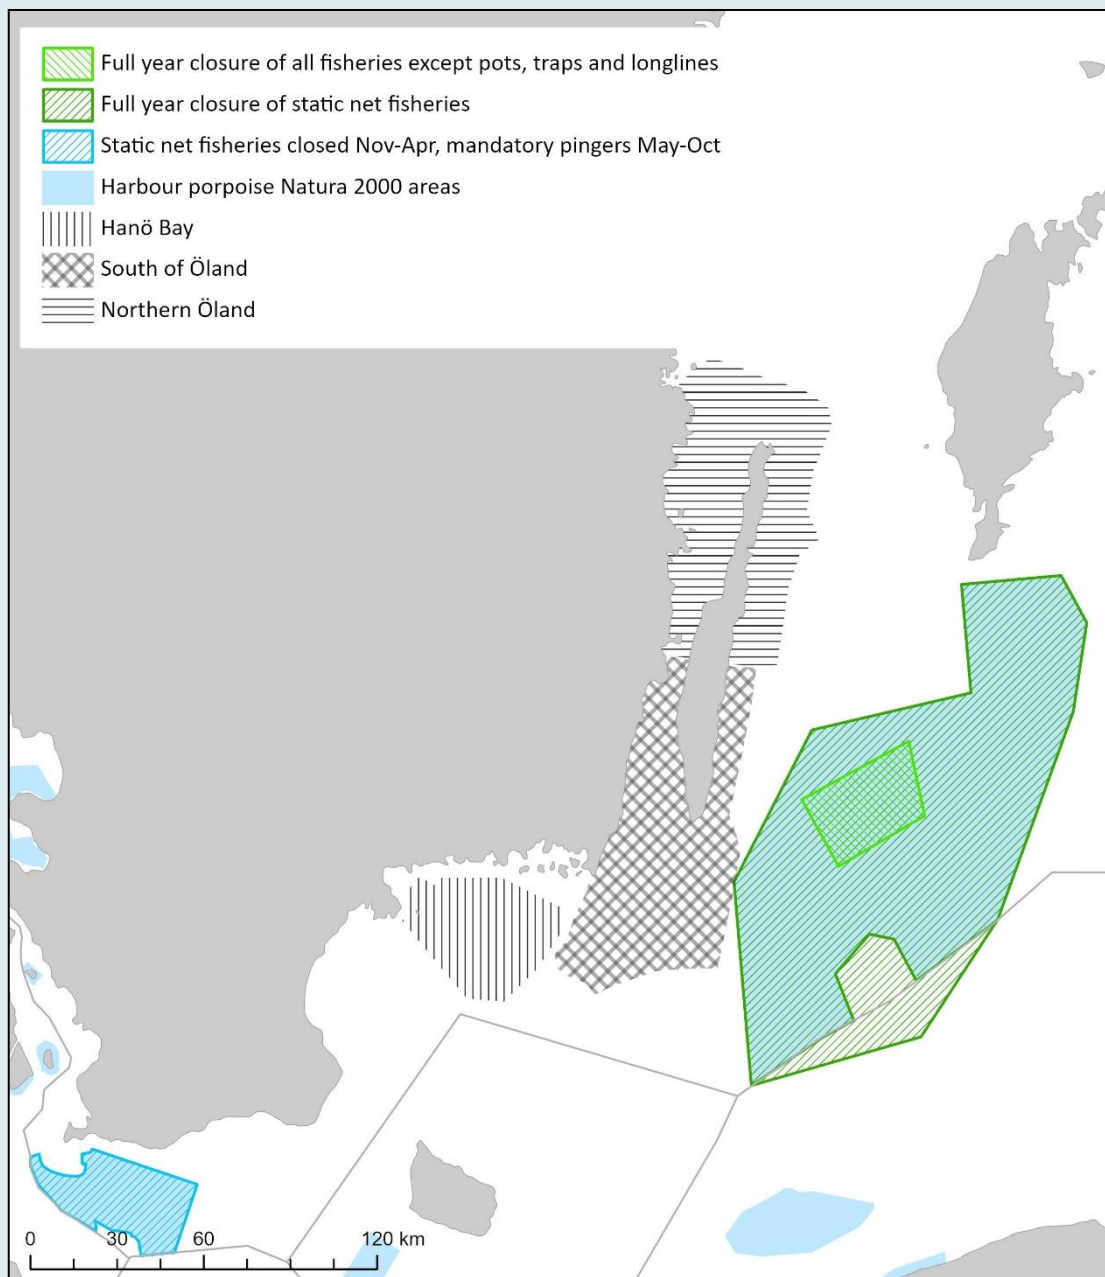 Full year closure of all fisheries except pots, traps and longlines
Full year closure of static net fisheries
Static net fisheries closed Nov-Apr, mandatory pingers May-Oct
Harbour porpoise Natura 2000 areas
Hanö Bay
South of Öland
Northern Öland
0 30 60 120 km